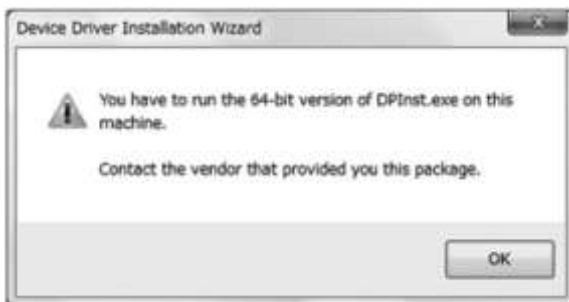 Device Driver Installation Wizard
You have to run the 64-bit version of DPInst.exe on this
machine.
Contact the vendor that provided you this package.
OK